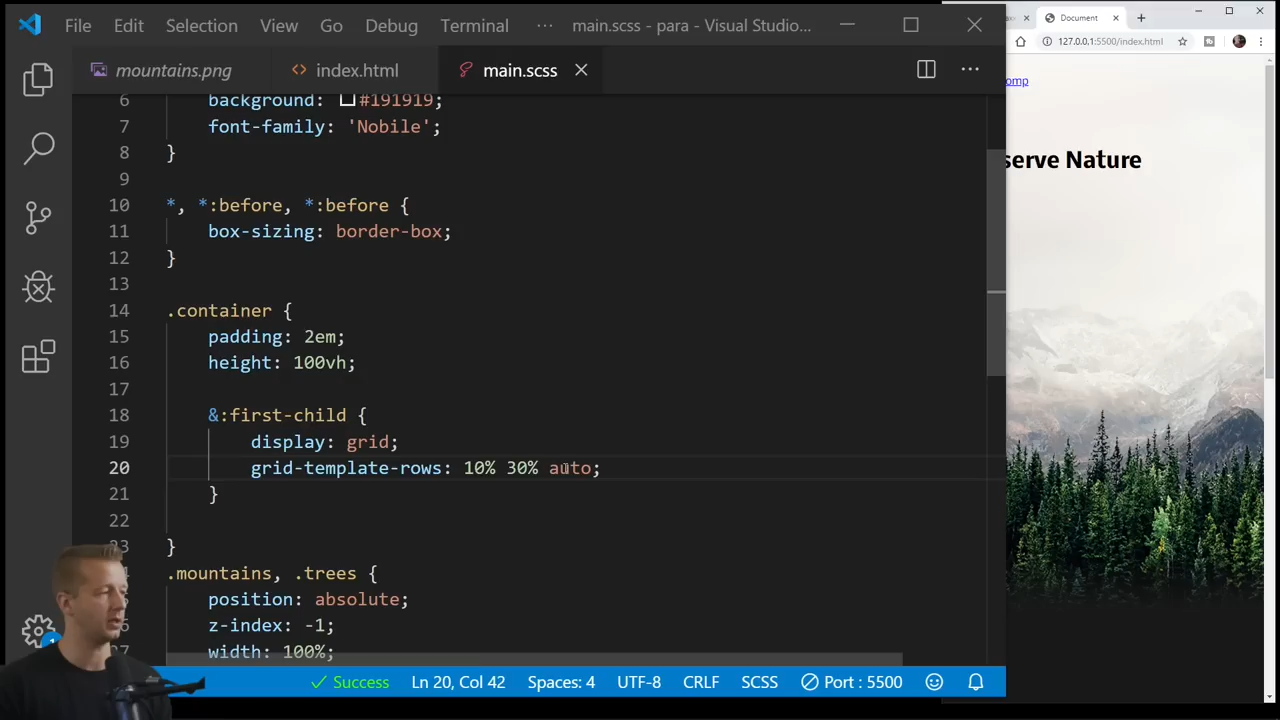 File Edit Selection View Go Debug Terminal ··· main.scss - para - Visual Studio...
Document
127.0.0.1:5500/index.html
mountains.png index.html main.scss
omp
serve Nature
6 background: #191919;
7 font-family: 'Nobile';
8 }
9
10 *, *:before, *:before {
11 box-sizing: border-box;
12 }
13
14 .container {
15 padding: 2em;
16 height: 100vh;
17
18 &:first-child {
19 display: grid;
20 grid-template-rows: 10% 30% auto;
21 }
22
23 }
.mountains, .trees {
position: absolute;
z-index: -1;
27 width: 100%;
Success Ln 20, Col 42 Spaces: 4 UTF-8 CRLF SCSS Port : 5500